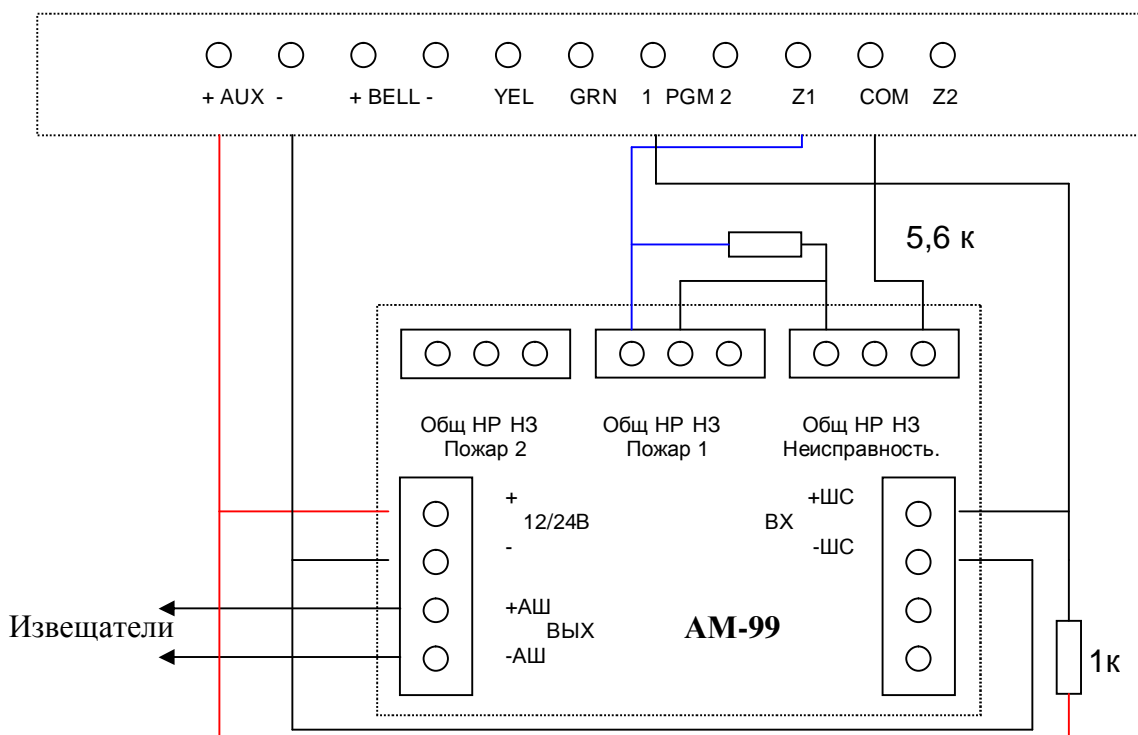 + AUX - + BELL - YEL GRN 1 PGM 2 Z1 COM Z2
5,6 к
Общ НР НЗ
Пожар 2
Общ НР НЗ
Пожар 1
Общ НР НЗ
Неисправность.
+
12/24В
-
+ШС
ВХ
-ШС
Извещатели
+АШ
ВЫХ
-АШ
АМ-99
1к